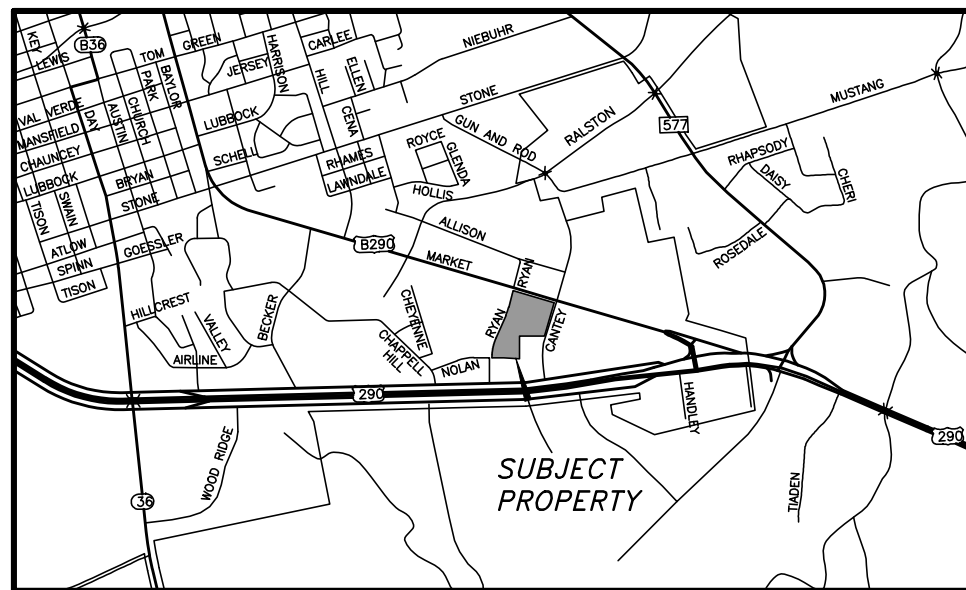 KEY
LEWIS
B36
TOM
GREEN
HARRISON
CARLEE
NIEBUHR
JERSEY
HILL
ELLEN
PARK
BAYLOR
VAL VERDE
DAY
AUSTIN
CHURCH
MANSFIELD
CHAUNCEY
LUBBOCK
LUBBOCK
CENA
STONE
MUSTANG
577
GUN AND ROD
RALSTON
ROYCE
GLENDA
SCHELL
RHAMES
LAWNDALE
RHAPSODY
DAISY
CHERI
BRYAN
STONE
TISON
SWAIN
HOLLIS
ALLISON
ATLOW
GOESSLER
B290
MARKET
ROSEDALE
SPINN
TISON
RYAN
HILLCREST
VALLEY
BECKER
CHEYENNE
RYAN
CANTEY
CHAPPELL
HILL
AIRLINE
NOLAN
290
HANDLEY
290
WOOD RIDGE
SUBJECT
PROPERTY
TIADEN
36